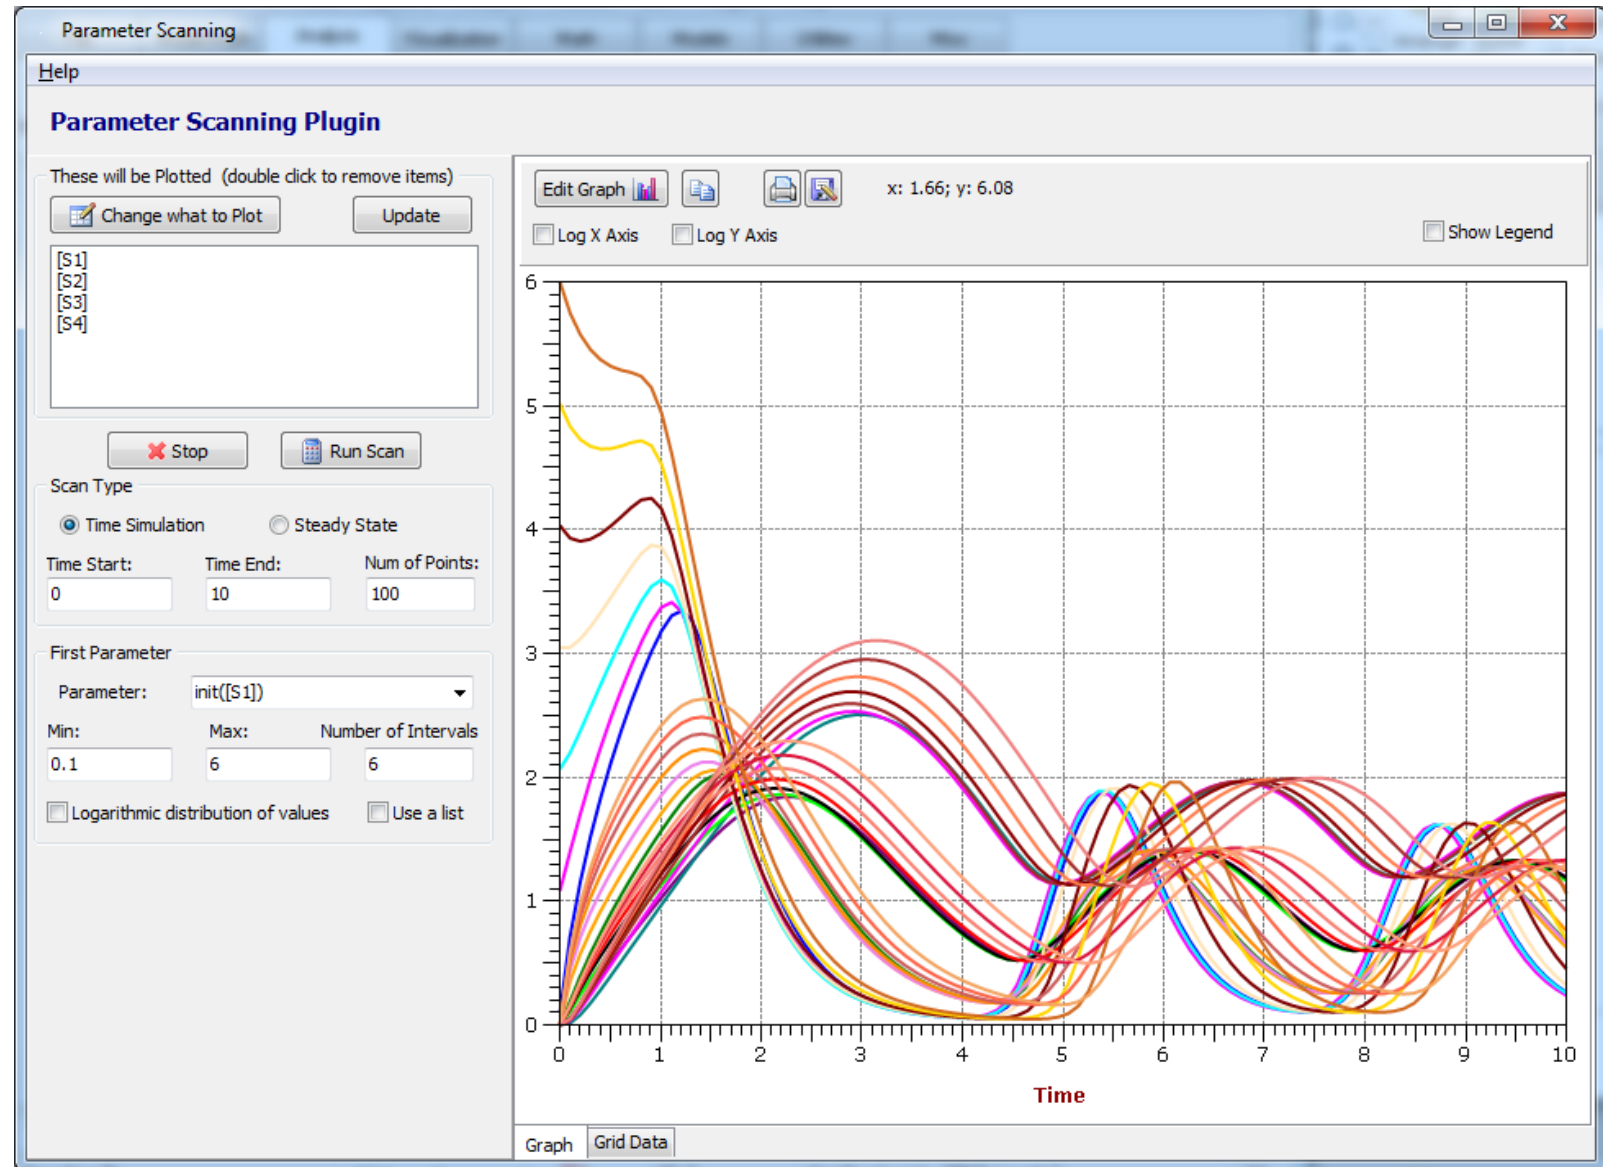 Parameter Scanning
Help
Parameter Scanning Plugin
These will be Plotted (double click to remove items)
Change what to Plot
Update
[S1]
[S2]
[S3]
[S4]
Stop
Run Scan
Scan Type
Time Simulation
Steady State
Time Start:
Time End:
Num of Points:
0
10
100
First Parameter
Parameter:
init([S1])
Min:
Max:
Number of Intervals
0.1
6
6
Logarithmic distribution of values
Use a list
Edit Graph
x: 1.66; y: 6.08
Log X Axis
Log Y Axis
Show Legend
6
5
4
3
2
1
0
0 1 2 3 4 5 6 7 8 9 10
Time
Graph
Grid Data